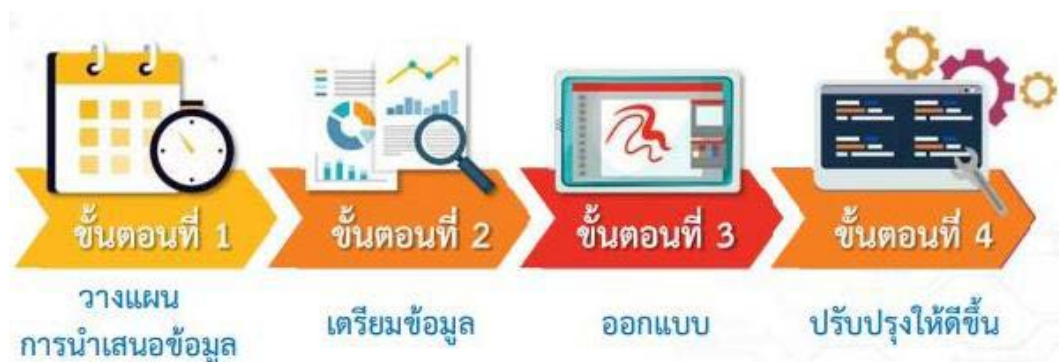 ขั้นตอนที่ 1
วางแผน
การนำเสนอข้อมูล
ขั้นตอนที่ 2
เตรียมข้อมูล
ขั้นตอนที่ 3
ออกแบบ
ขั้นตอนที่ 4
ปรับปรุงให้ดีขึ้น